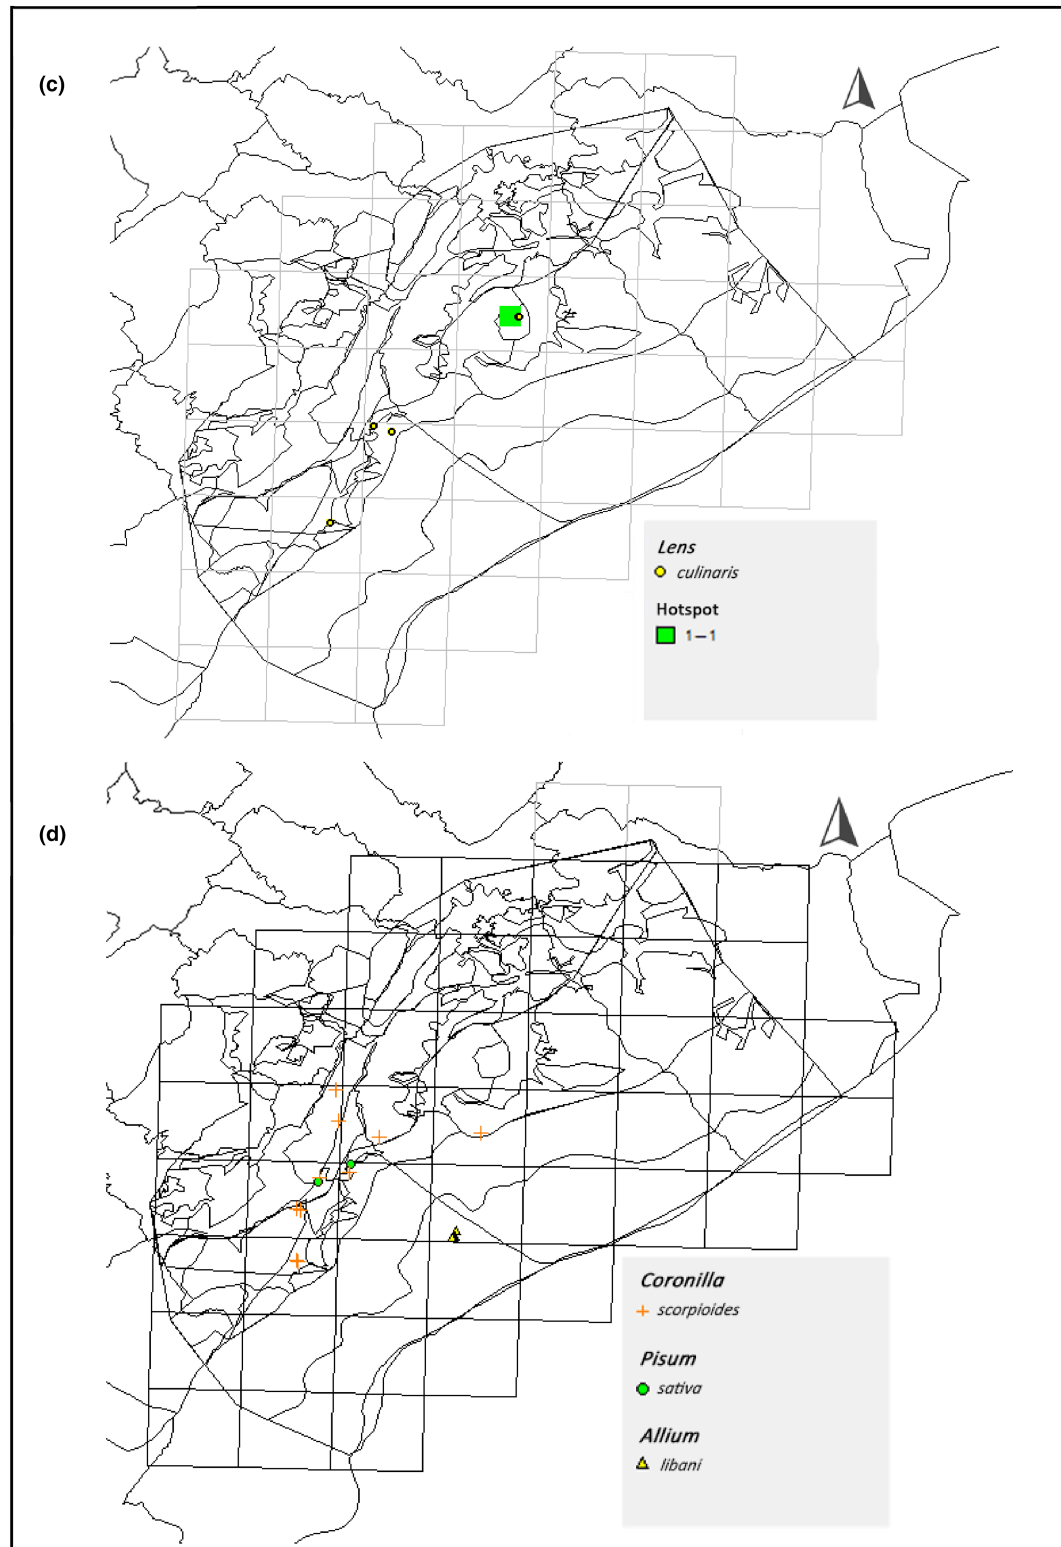 (c)
Lens
culinaris
Hotspot
1–1
(d)
Coronilla
scorpioides
Pisum
sativa
Allium
libani